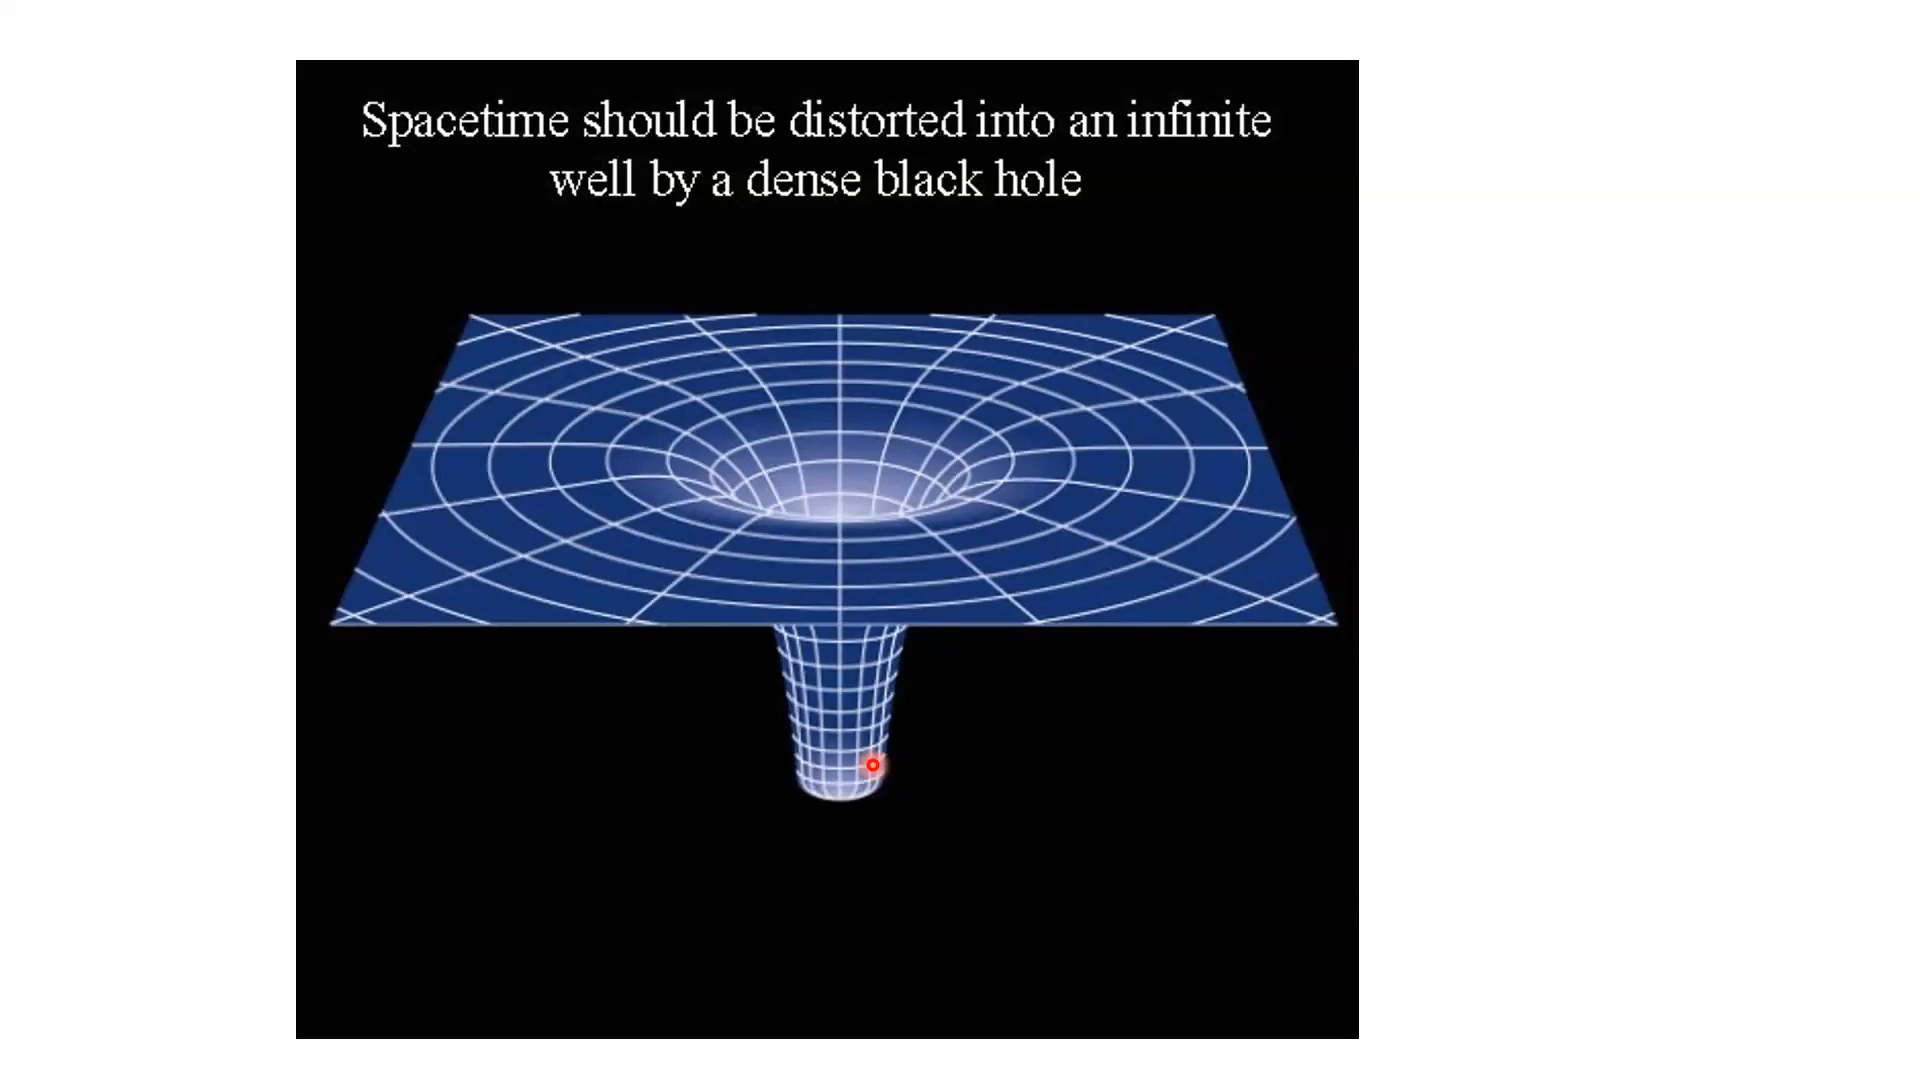 Spacetime should be distorted into an infinite
well by a dense black hole